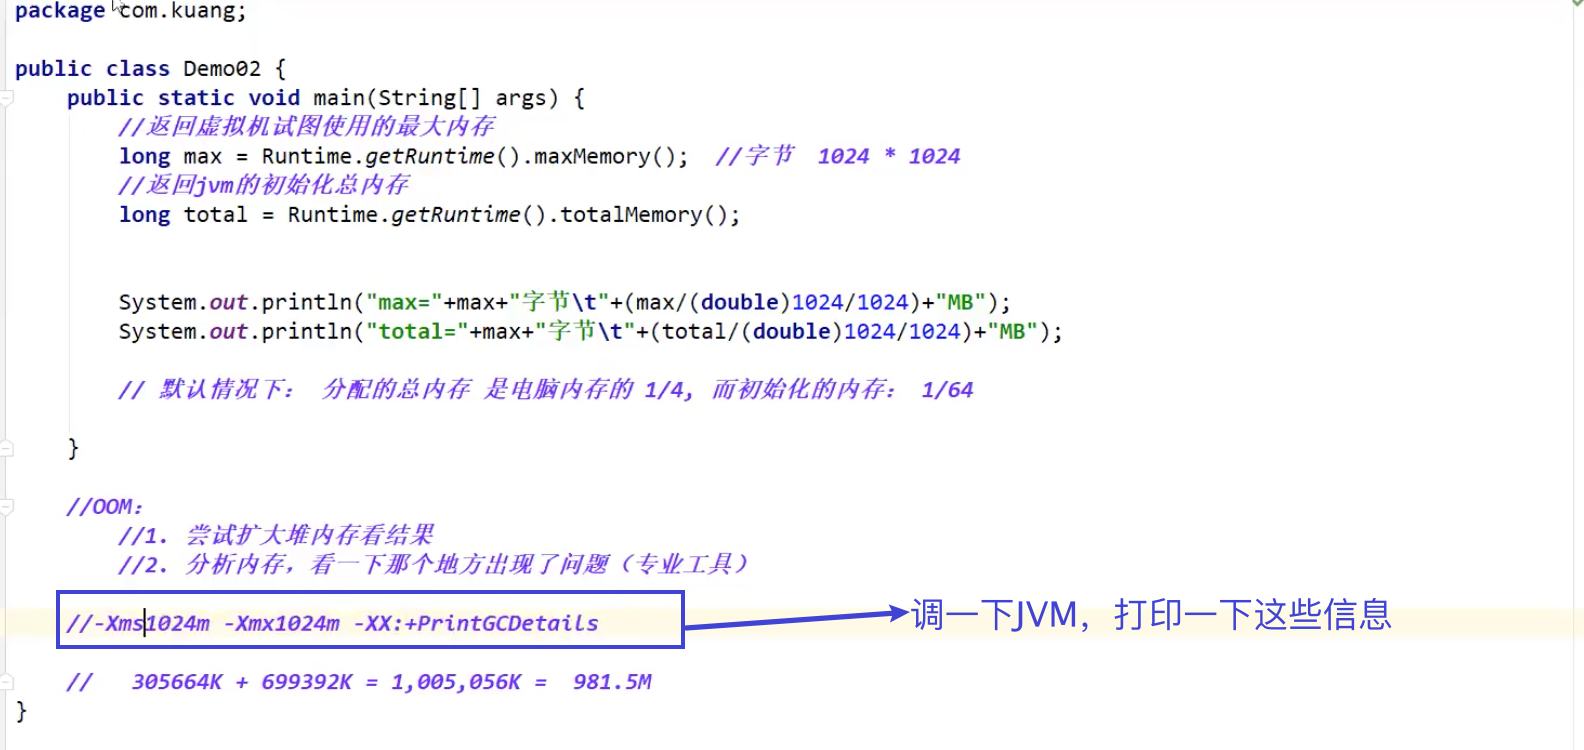 package com.kuang;
public class Demo02 {
public static void main(String[] args) {
//返回虚拟机试图使用的最大内存
long max = Runtime.getRuntime().maxMemory();  //字节  1024 * 1024
//返回jvm的初始化总内存
long total = Runtime.getRuntime().totalMemory();
System.out.println("max="+max+"字节\t"+(max/(double)1024/1024)+"MB");
System.out.println("total="+max+"字节\t"+(total/(double)1024/1024)+"MB");
// 默认情况下： 分配的总内存 是电脑内存的 1/4, 而初始化的内存： 1/64
}
//OOM：
//1. 尝试扩大堆内存看结果
//2. 分析内存，看一下那个地方出现了问题（专业工具）
//-Xms1024m -Xmx1024m -XX:+PrintGCDetails
调一下JVM，打印一下这些信息
//   305664K + 699392K = 1,005,056K =  981.5M
}